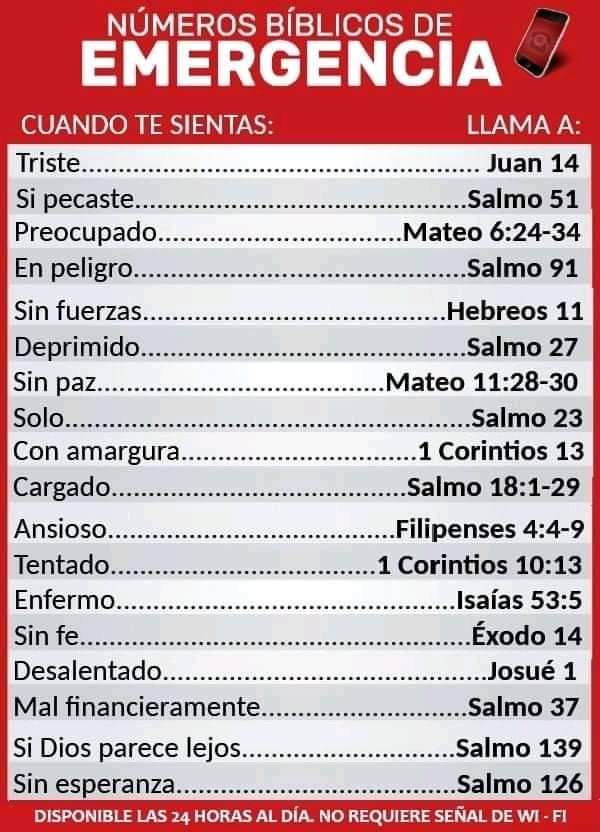 NÚMEROS BÍBLICOS DE
EMERGENCIA
CUANDO TE SIENTAS: LLAMA A:
Triste................................................... Juan 14
Si pecaste...........................................Salmo 51
Preocupado...............................Mateo 6:24-34
En peligro...........................................Salmo 91
Sin fuerzas.......................................Hebreos 11
Deprimido..........................................Salmo 27
Sin paz.....................................Mateo 11:28-30
Solo.....................................................Salmo 23
Con amargura..............................1 Corintios 13
Cargado......................................Salmo 18:1-29
Ansioso.....................................Filipenses 4:4-9
Tentado..................................1 Corintios 10:13
Enfermo............................................Isaías 53:5
Sin fe...................................................Éxodo 14
Desalentado.........................................Josué 1
Mal financieramente..........................Salmo 37
Si Dios parece lejos...........................Salmo 139
Sin esperanza....................................Salmo 126
DISPONIBLE LAS 24 HORAS AL DÍA. NO REQUIERE SEÑAL DE WI - FI